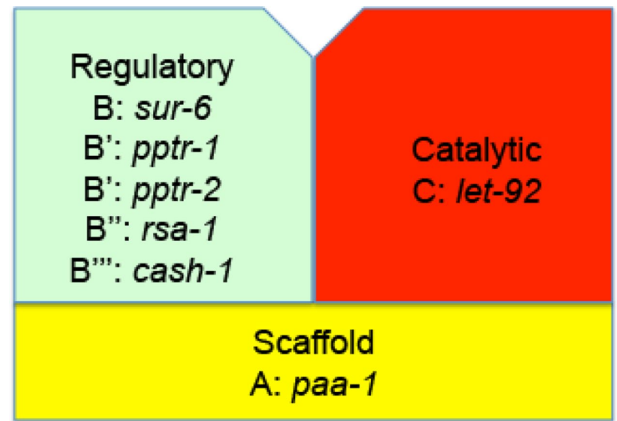 Regulatory
B: sur-6
B’: pptr-1
B’: pptr-2
B’’: rsa-1
B’’’: cash-1
Catalytic
C: let-92
Scaffold
A: paa-1